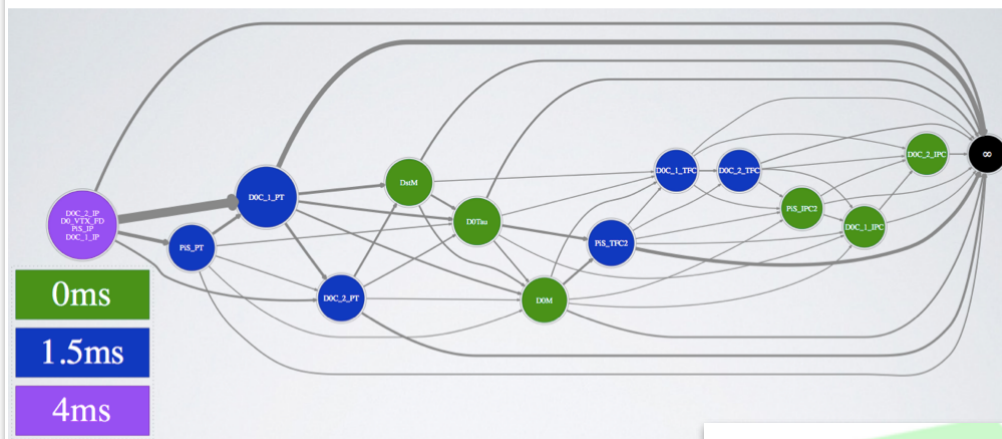 D0C_2_IP
D0_VTX_FD
PiS_IP
D0C_1_IP
PiS_PT
D0C_1_PT
D0C_2_PT
DstM
D0Tau
D0M
PiS_TFC2
D0C_1_TFC
D0C_2_TFC
PiS_IPC2
D0C_1_IPC
D0C_2_IPC
∞
0ms
1.5ms
4ms